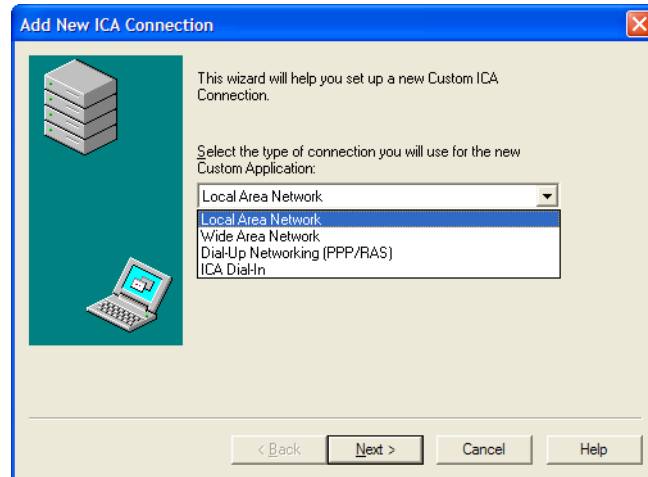 Add New ICA Connection
This wizard will help you set up a new Custom ICA
Connection.
Select the type of connection you will use for the new
Custom Application:
Local Area Network
Local Area Network
Wide Area Network
Dial-Up Networking (PPP/RAS)
ICA Dial-In
< Back
Next >
Cancel
Help